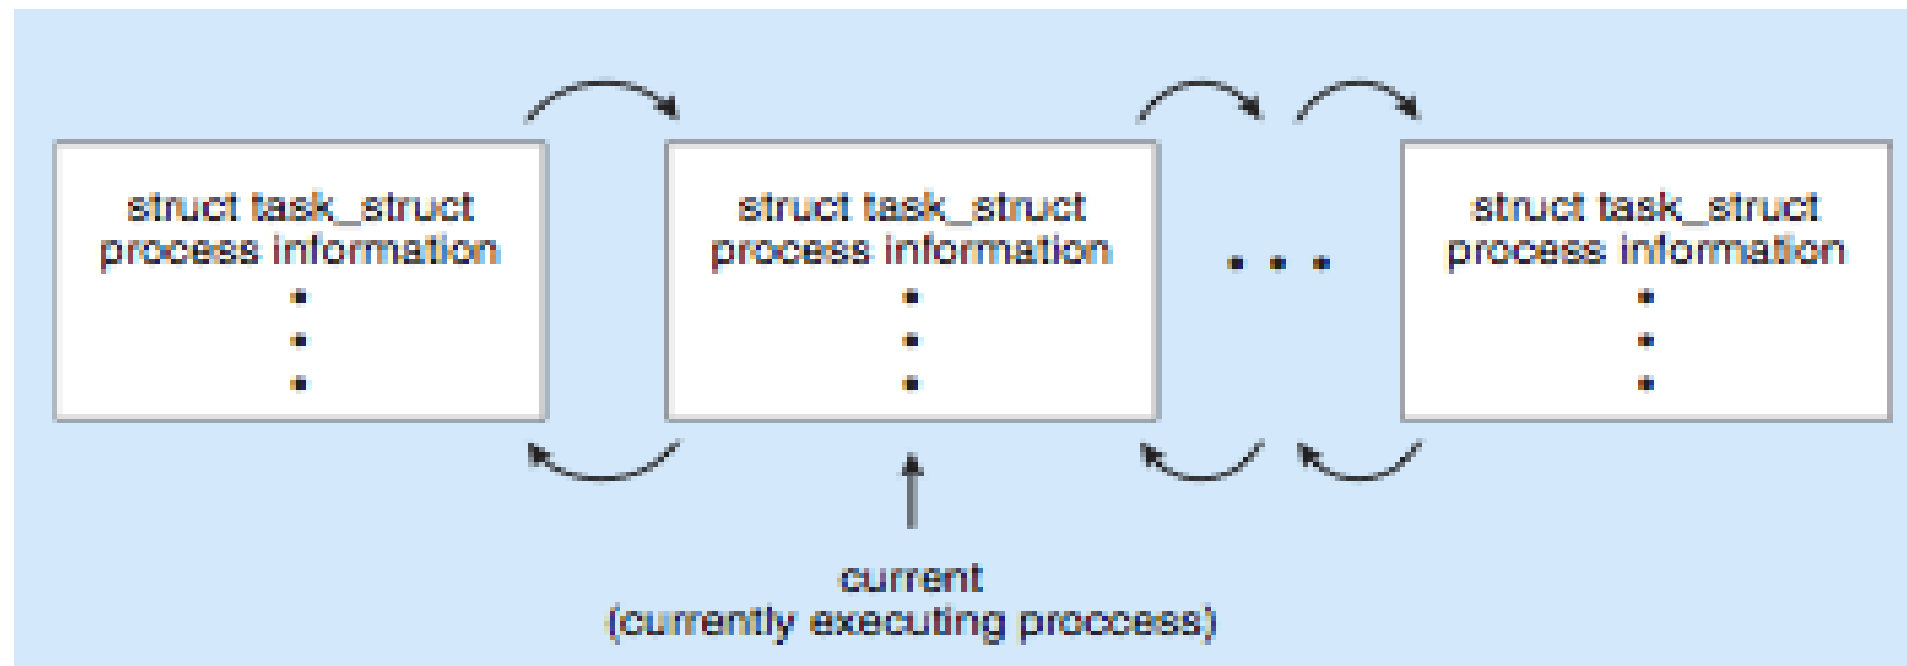 struct task_struct
process information
struct task_struct
process information
struct task_struct
process information
current
(currently executing proccess)